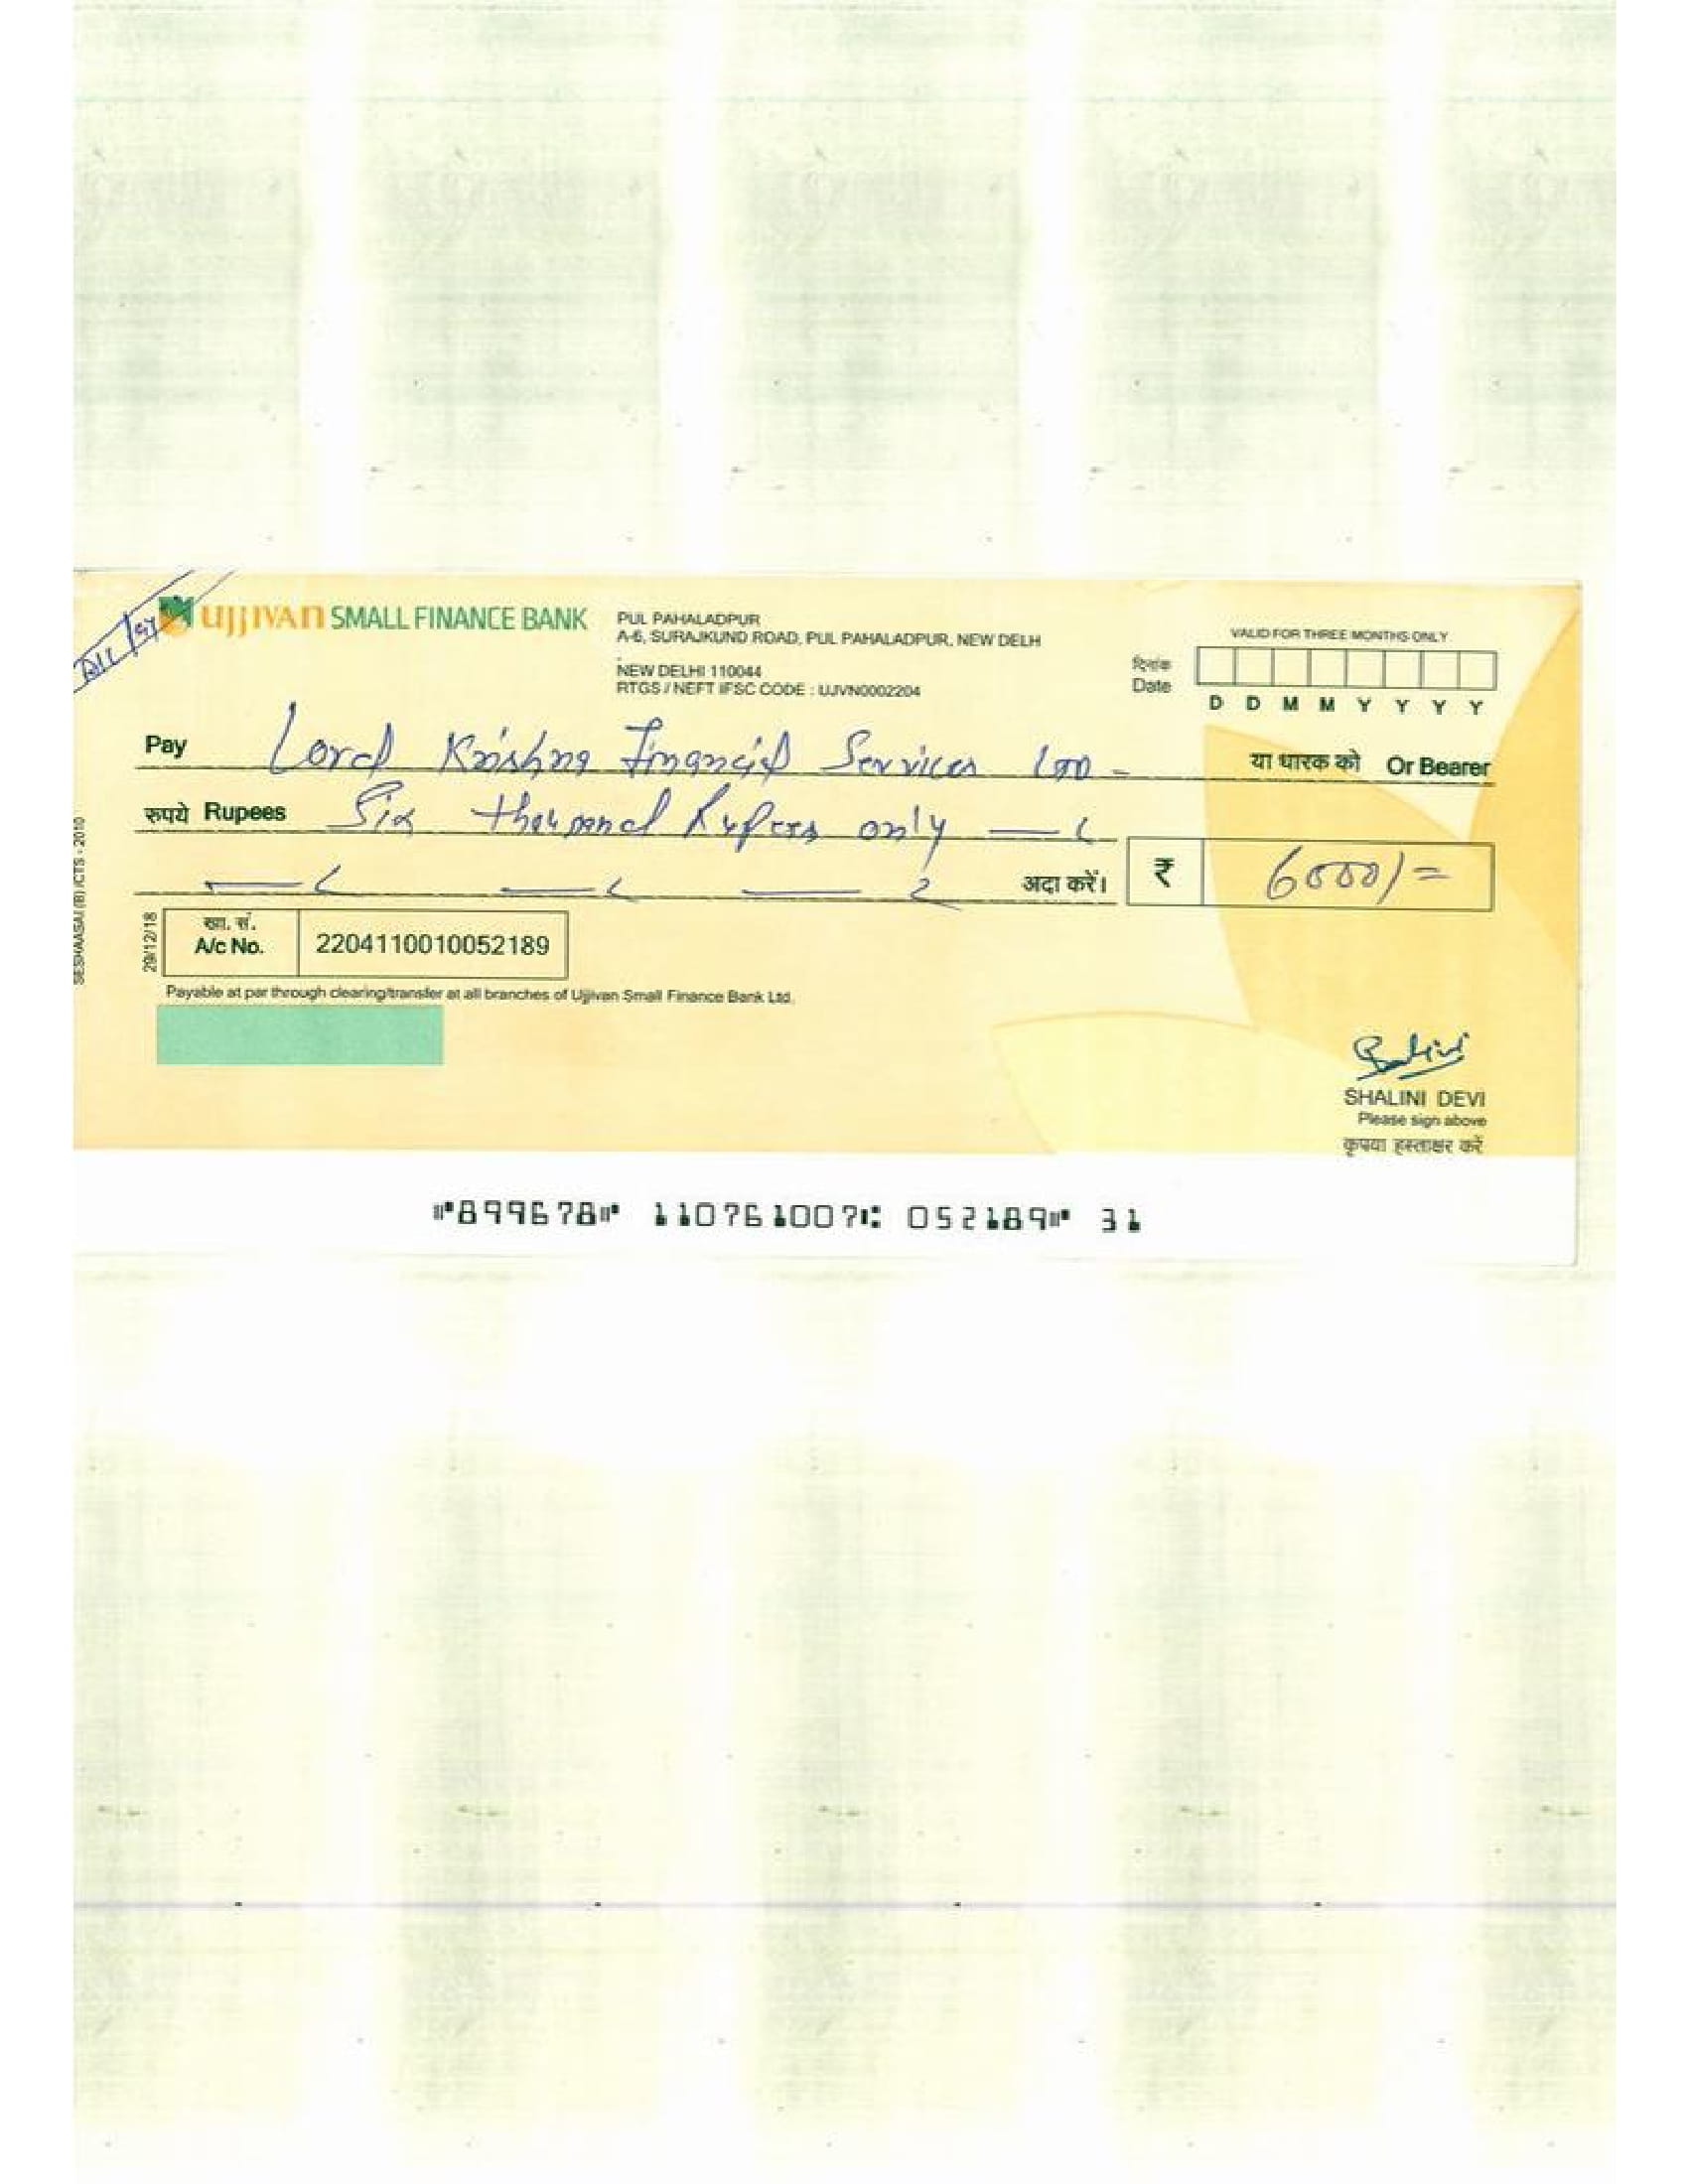 UJJIVAN SMALL FINANCE BANK
PUL PAHALADPUR
A-6, SURAJKUND ROAD, PUL PAHALADPUR, NEW DELH
.
NEW DELHI 110044
RTGS / NEFT IFSC CODE : UJVN0002204
VALID FOR THREE MONTHS ONLY
दिनांक
Date
D D M M Y Y Y Y
Pay Lord Krishna Financial Services LTD - या धारक को Or Bearer
रुपये Rupees Six thousand Rupees only
अदा करें। ₹ 6000/=
SESHAASAI (B) /CTS - 2010
29/12/18
खा. सं.
A/c No. 2204110010052189
Payable at par through clearing/transfer at all branches of Ujjivan Small Finance Bank Ltd.
Shalini
SHALINI DEVI
Please sign above
कृपया हस्ताक्षर करें
⑈899678⑈ 110761007⑆ 052189⑈ 31